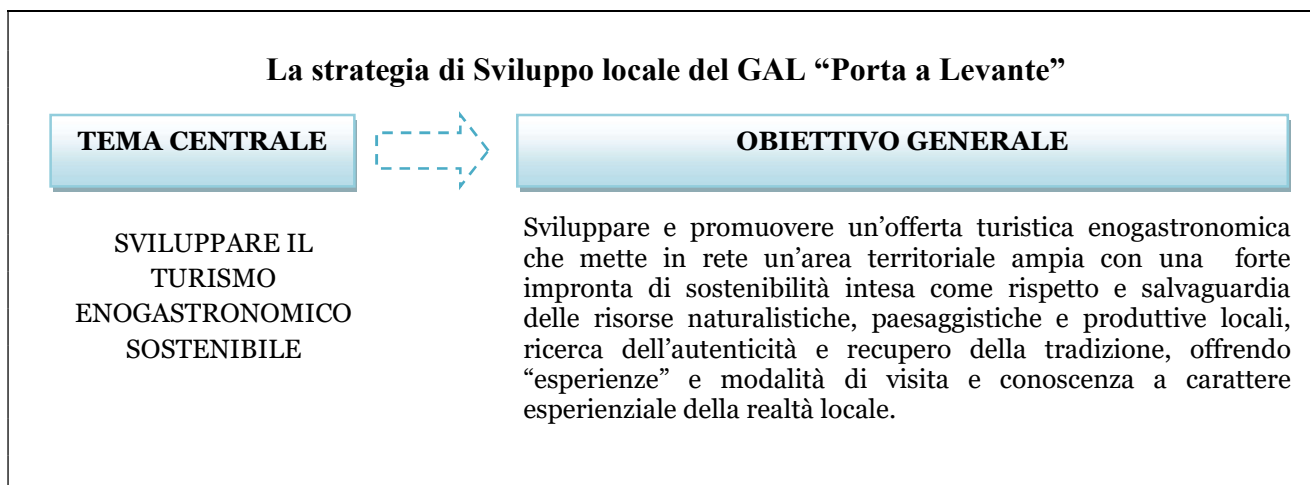 La strategia di Sviluppo locale del GAL “Porta a Levante”
TEMA CENTRALE
OBIETTIVO GENERALE
SVILUPPARE IL
TURISMO
ENOGASTRONOMICO
SOSTENIBILE
Sviluppare e promuovere un’offerta turistica enogastronomica
che mette in rete un’area territoriale ampia con una forte
impronta di sostenibilità intesa come rispetto e salvaguardia
delle risorse naturalistiche, paesaggistiche e produttive locali,
ricerca dell’autenticità e recupero della tradizione, offrendo
“esperienze” e modalità di visita e conoscenza a carattere
esperienziale della realtà locale.